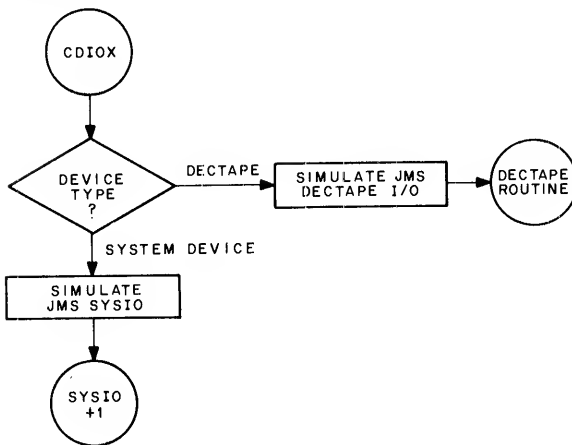 CDIOX
DEVICE
TYPE
?
DECTAPE
SIMULATE JMS
DECTAPE I/O
DECTAPE
ROUTINE
SYSTEM DEVICE
SIMULATE
JMS SYSIO
SYSIO
+1